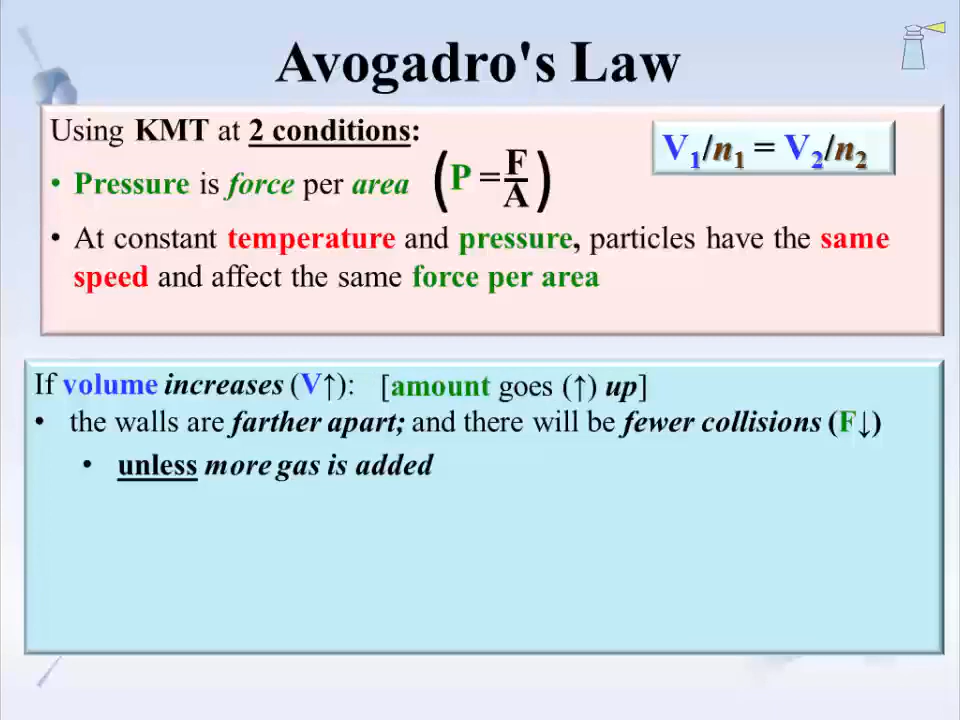 Avogadro's Law
Using KMT at 2 conditions:
V₁/n₁ = V₂/n₂
• Pressure is force per area (P = F/A)
• At constant temperature and pressure, particles have the same
speed and affect the same force per area
If volume increases (V↑): [amount goes (↑) up]
• the walls are farther apart; and there will be fewer collisions (F↓)
• unless more gas is added